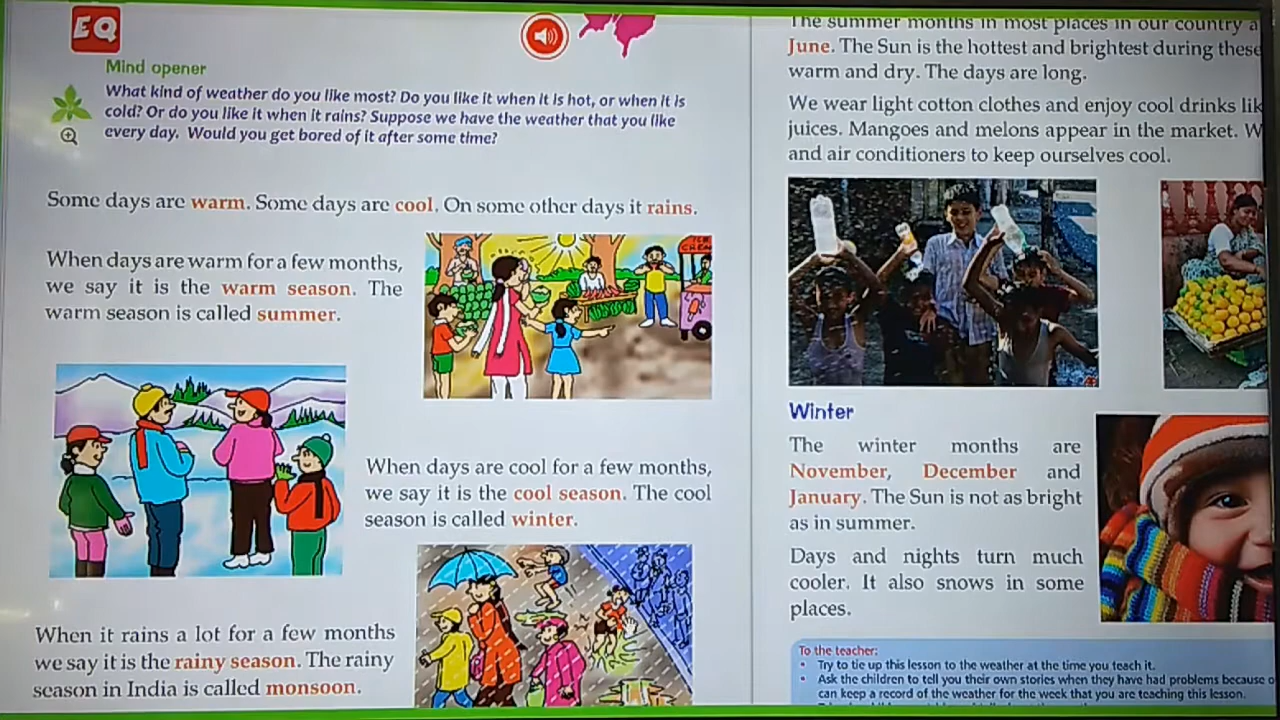 EQ
Mind opener
What kind of weather do you like most? Do you like it when it is hot, or when it is
cold? Or do you like it when it rains? Suppose we have the weather that you like
every day. Would you get bored of it after some time?
Some days are warm. Some days are cool. On some other days it rains.
When days are warm for a few months,
we say it is the warm season. The
warm season is called summer.
ICE
CREAM
When days are cool for a few months,
we say it is the cool season. The cool
season is called winter.
When it rains a lot for a few months
we say it is the rainy season. The rainy
season in India is called monsoon.
The summer months in most places in our country a
June. The Sun is the hottest and brightest during these
warm and dry. The days are long.
We wear light cotton clothes and enjoy cool drinks lik
juices. Mangoes and melons appear in the market. W
and air conditioners to keep ourselves cool.
Winter
The winter months are
November, December and
January. The Sun is not as bright
as in summer.
Days and nights turn much
cooler. It also snows in some
places.
To the teacher:
• Try to tie up this lesson to the weather at the time you teach it.
• Ask the children to tell you their own stories when they have had problems because o
can keep a record of the weather for the week that you are teaching this lesson.